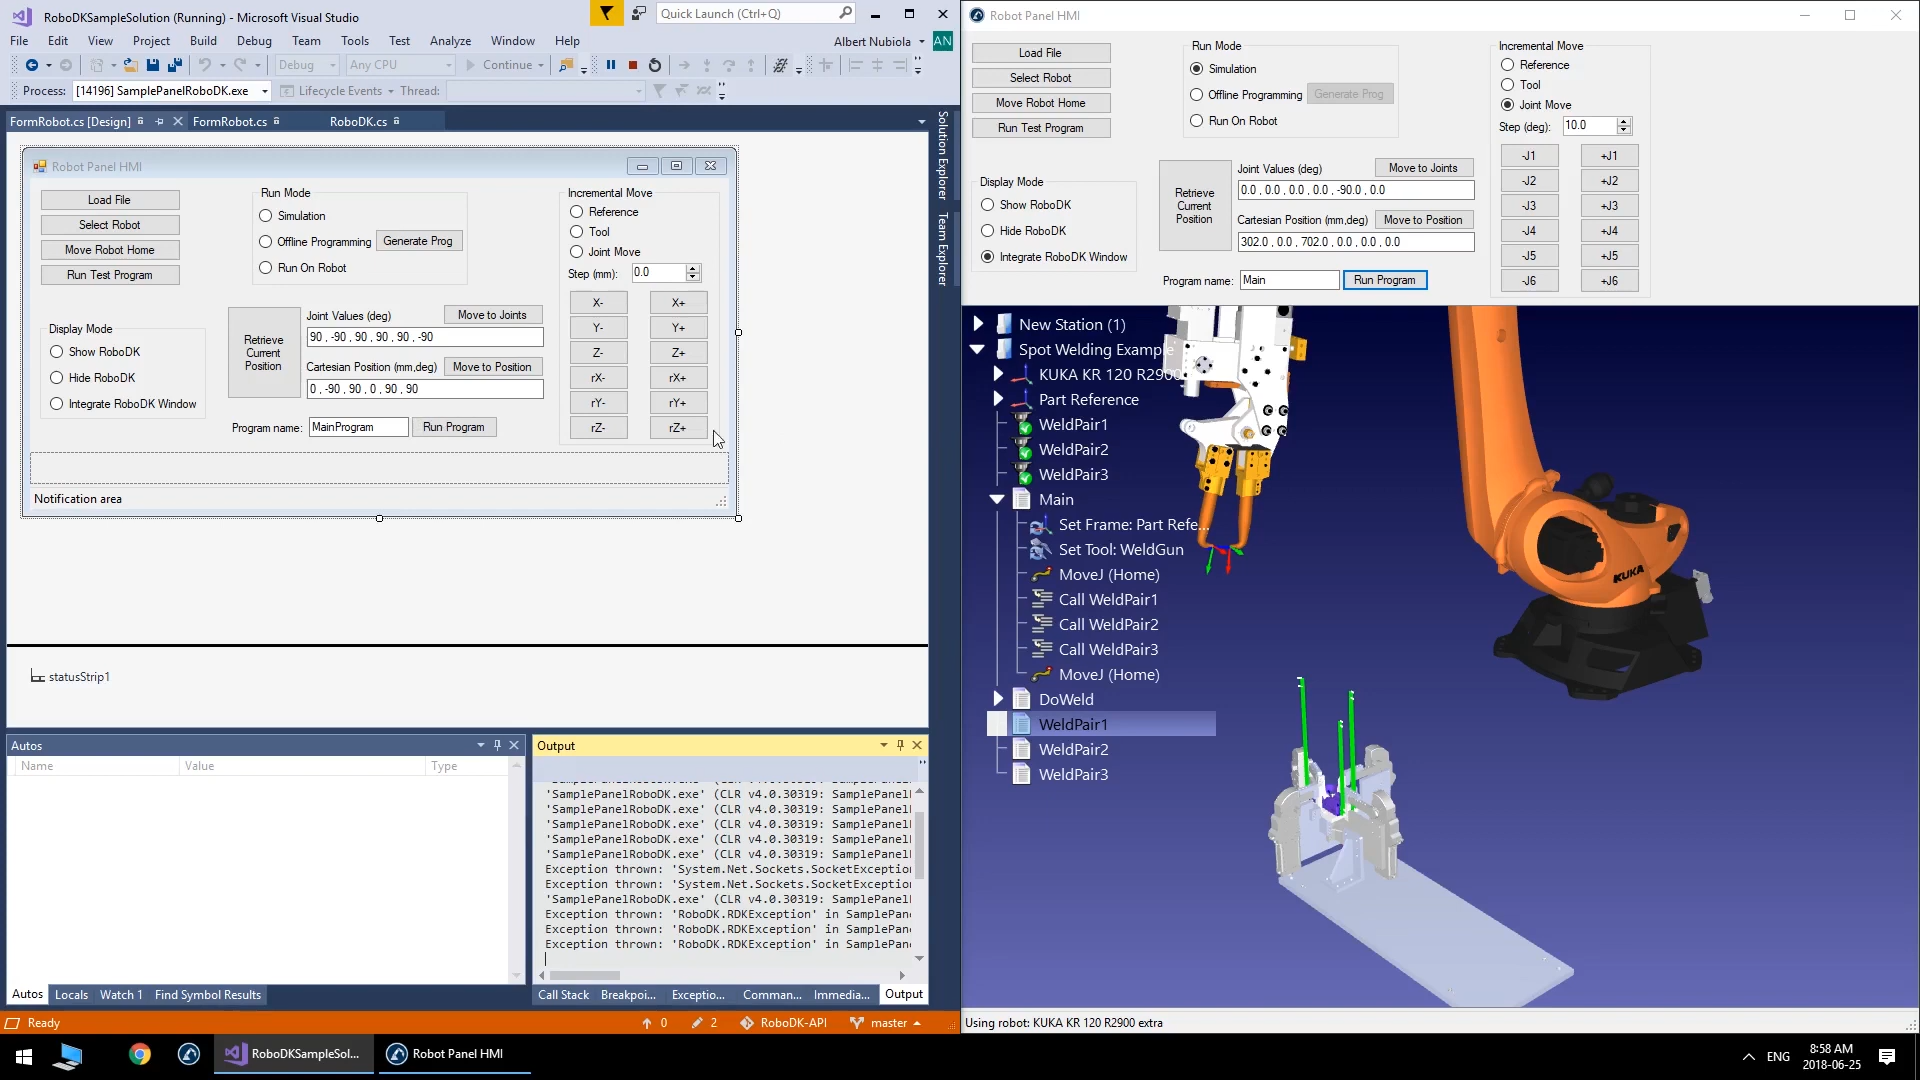 RoboDKSampleSolution (Running) - Microsoft Visual Studio
Quick Launch (Ctrl+Q)
File Edit View Project Build Debug Team Tools Test Analyze Window Help
Albert Nubiola
AN
Debug Any CPU Continue
Process: [14196] SamplePanelRoboDK.exe Lifecycle Events Thread:
FormRobot.cs [Design] FormRobot.cs RoboDK.cs
Solution Explorer
Team Explorer
Robot Panel HMI
Load File
Select Robot
Move Robot Home
Run Test Program
Run Mode
Simulation
Offline Programming Generate Prog
Run On Robot
Incremental Move
Reference
Tool
Joint Move
Step (mm): 0.0
X- X+
Y- Y+
Z- Z+
rX- rX+
rY- rY+
rZ- rZ+
Display Mode
Show RoboDK
Hide RoboDK
Integrate RoboDK Window
Retrieve
Current
Position
Joint Values (deg) Move to Joints
90 , -90 , 90 , 90 , 90 , -90
Cartesian Position (mm,deg) Move to Position
0 , -90 , 90 , 0 , 90 , 90
Program name: MainProgram Run Program
Notification area
statusStrip1
Autos
Name Value Type
Autos Locals Watch 1 Find Symbol Results
Output
'SamplePanelRoboDK.exe' (CLR v4.0.30319: SamplePanel
'SamplePanelRoboDK.exe' (CLR v4.0.30319: SamplePanel
'SamplePanelRoboDK.exe' (CLR v4.0.30319: SamplePanel
'SamplePanelRoboDK.exe' (CLR v4.0.30319: SamplePanel
'SamplePanelRoboDK.exe' (CLR v4.0.30319: SamplePanel
Exception thrown: 'System.Net.Sockets.SocketException
Exception thrown: 'System.Net.Sockets.SocketException
'SamplePanelRoboDK.exe' (CLR v4.0.30319: SamplePanel
Exception thrown: 'RoboDK.RDKException' in SamplePan
Exception thrown: 'RoboDK.RDKException' in SamplePan
Exception thrown: 'RoboDK.RDKException' in SamplePan
Call Stack Breakpoi... Exceptio... Comman... Immedia... Output
Ready
0 2 RoboDK-API master
Robot Panel HMI
Load File
Select Robot
Move Robot Home
Run Test Program
Run Mode
Simulation
Offline Programming Generate Prog
Run On Robot
Incremental Move
Reference
Tool
Joint Move
Step (deg): 10.0
-J1 +J1
-J2 +J2
-J3 +J3
-J4 +J4
-J5 +J5
-J6 +J6
Display Mode
Show RoboDK
Hide RoboDK
Integrate RoboDK Window
Retrieve
Current
Position
Joint Values (deg) Move to Joints
0.0 , 0.0 , 0.0 , 0.0 , -90.0 , 0.0
Cartesian Position (mm,deg) Move to Position
302.0 , 0.0 , 702.0 , 0.0 , 0.0 , 0.0
Program name: Main Run Program
New Station (1)
Spot Welding Example
KUKA KR 120 R2900
Part Reference
WeldPair1
WeldPair2
WeldPair3
Main
Set Frame: Part Refe...
Set Tool: WeldGun
MoveJ (Home)
Call WeldPair1
Call WeldPair2
Call WeldPair3
MoveJ (Home)
DoWeld
WeldPair1
WeldPair2
WeldPair3
KUKA
Using robot: KUKA KR 120 R2900 extra
RoboDKSampleSol...
Robot Panel HMI
ENG
8:58 AM
2018-06-25